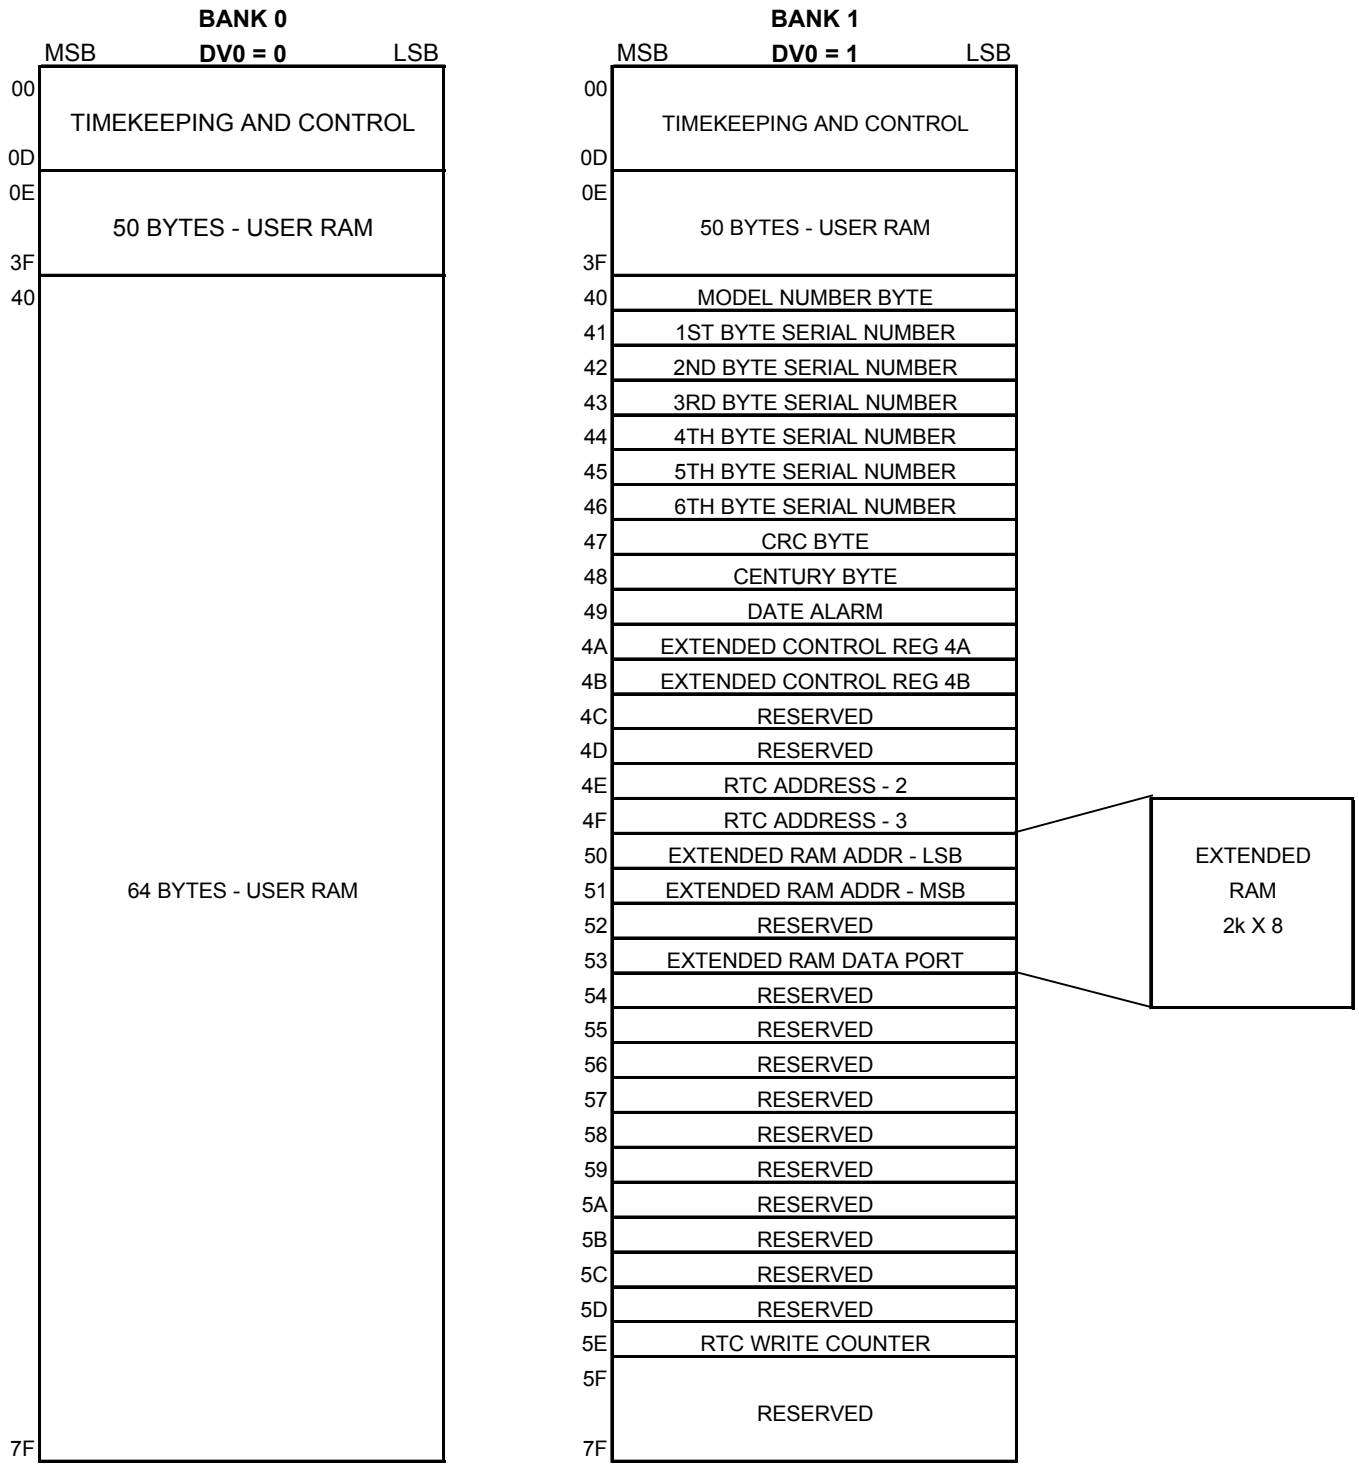 BANK 0
MSB DV0 = 0 LSB
00
TIMEKEEPING AND CONTROL
0D
0E
50 BYTES - USER RAM
3F
40
64 BYTES - USER RAM
7F
BANK 1
MSB DV0 = 1 LSB
00
TIMEKEEPING AND CONTROL
0D
0E
50 BYTES - USER RAM
3F
40 MODEL NUMBER BYTE
41 1ST BYTE SERIAL NUMBER
42 2ND BYTE SERIAL NUMBER
43 3RD BYTE SERIAL NUMBER
44 4TH BYTE SERIAL NUMBER
45 5TH BYTE SERIAL NUMBER
46 6TH BYTE SERIAL NUMBER
47 CRC BYTE
48 CENTURY BYTE
49 DATE ALARM
4A EXTENDED CONTROL REG 4A
4B EXTENDED CONTROL REG 4B
4C RESERVED
4D RESERVED
4E RTC ADDRESS - 2
4F RTC ADDRESS - 3
50 EXTENDED RAM ADDR - LSB
51 EXTENDED RAM ADDR - MSB
52 RESERVED
53 EXTENDED RAM DATA PORT
54 RESERVED
55 RESERVED
56 RESERVED
57 RESERVED
58 RESERVED
59 RESERVED
5A RESERVED
5B RESERVED
5C RESERVED
5D RESERVED
5E RTC WRITE COUNTER
5F
RESERVED
7F
EXTENDED
RAM
2k X 8